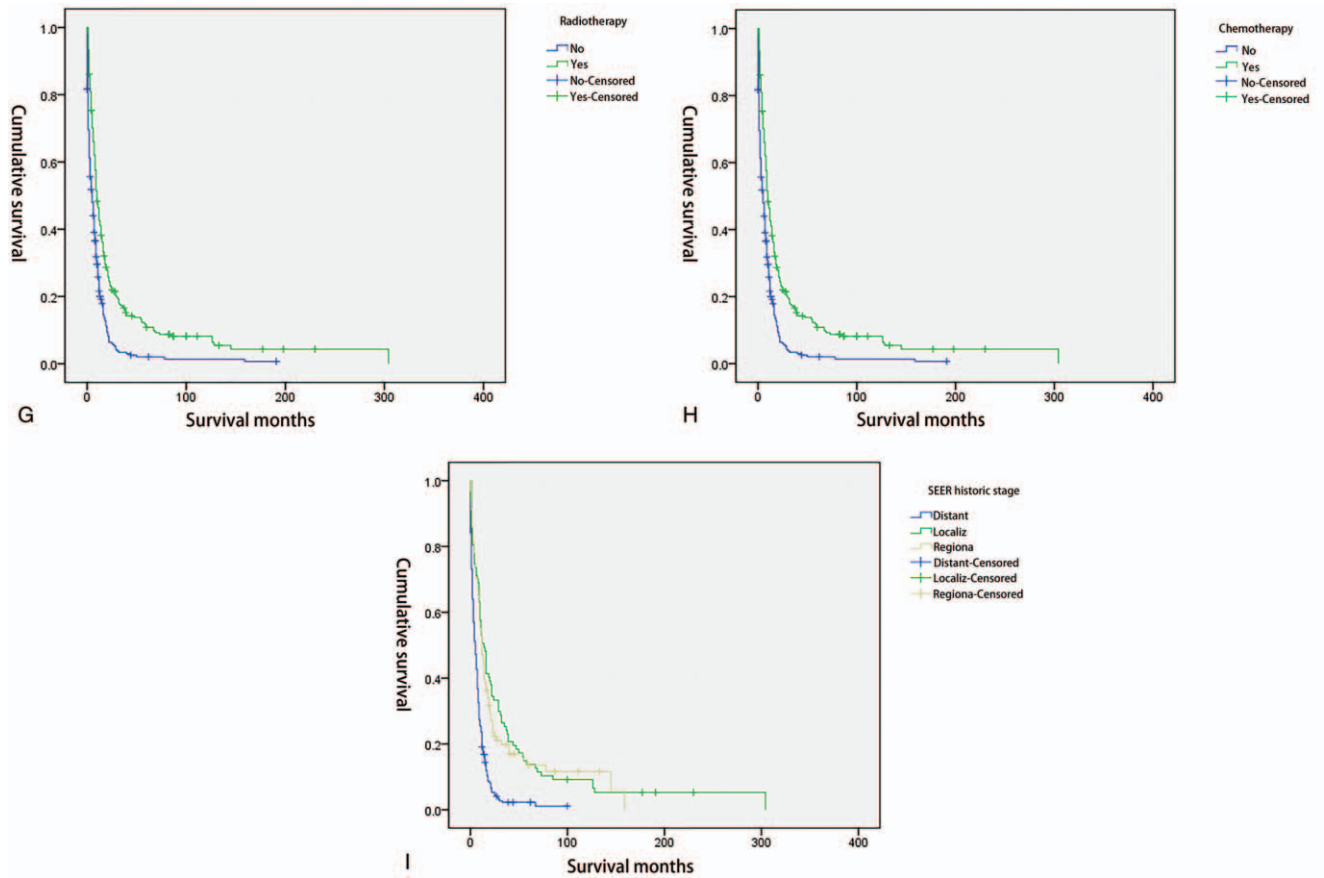 Radiotherapy
No
Yes
No-Censored
Yes-Censored
Cumulative survival
1.0
0.8
0.6
0.4
0.2
0.0
0 100 200 300 400
Survival months
G
Chemotherapy
No
Yes
No-Censored
Yes-Censored
Cumulative survival
1.0
0.8
0.6
0.4
0.2
0.0
0 100 200 300 400
Survival months
H
SEER historic stage
Distant
Localiz
Regiona
Distant-Censored
Localiz-Censored
Regiona-Censored
Cumulative survival
1.0
0.8
0.6
0.4
0.2
0.0
0 100 200 300 400
Survival months
I